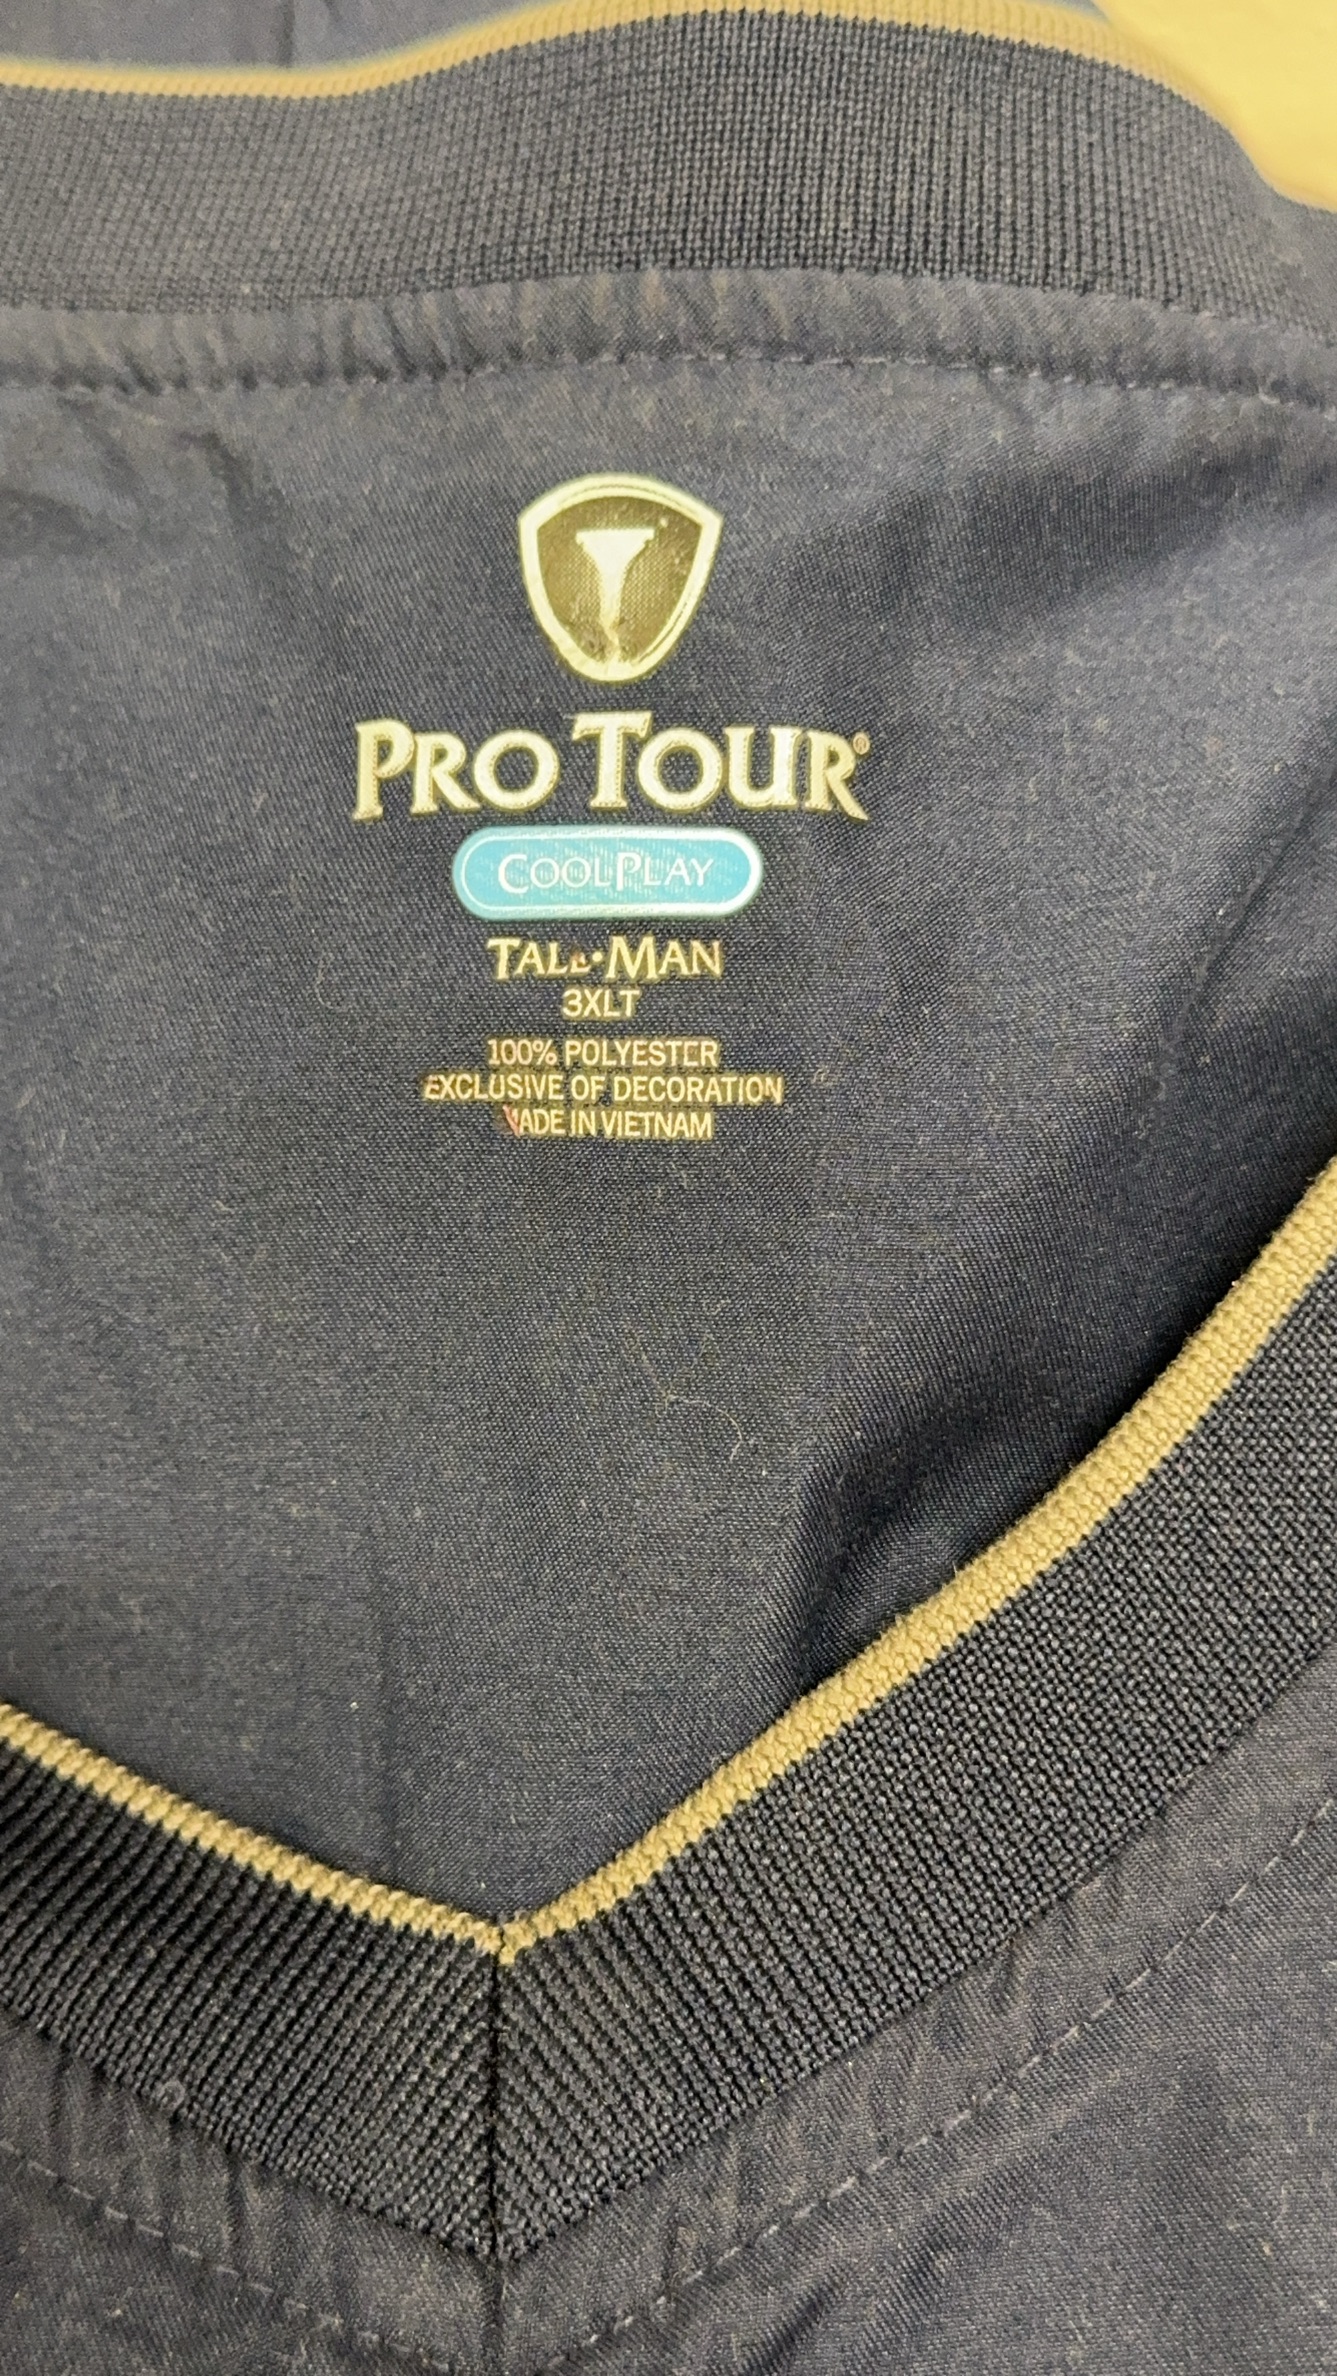 PRO TOUR®
COOLPLAY
TALL•MAN
3XLT
100% POLYESTER
EXCLUSIVE OF DECORATION
MADE IN VIETNAM